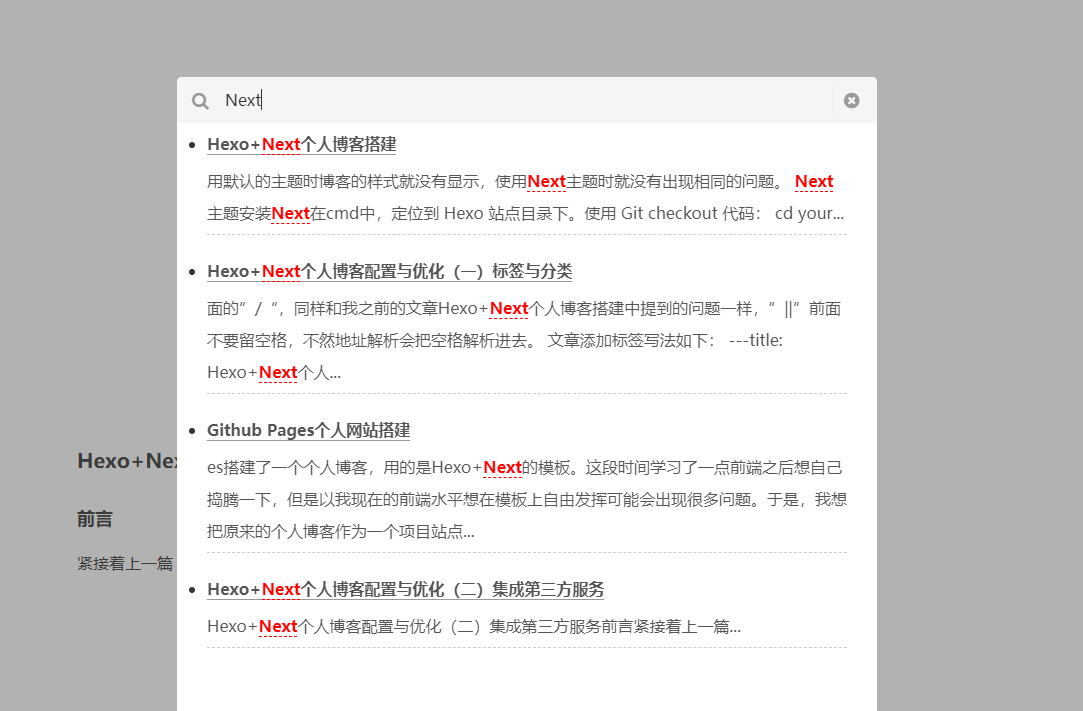 Next
Hexo+Next个人博客搭建
用默认的主题时博客的样式就没有显示，使用Next主题时就没有出现相同的问题。 Next
主题安装Next在cmd中，定位到 Hexo 站点目录下。使用 Git checkout 代码： cd your...
Hexo+Next个人博客配置与优化（一）标签与分类
面的”/“，同样和我之前的文章Hexo+Next个人博客搭建中提到的问题一样，”||”前面
不要留空格，不然地址解析会把空格解析进去。 文章添加标签写法如下： ---title:
Hexo+Next个人...
Github Pages个人网站搭建
es搭建了一个个人博客，用的是Hexo+Next的模板。这段时间学习了一点前端之后想自己
捣腾一下，但是以我现在的前端水平想在模板上自由发挥可能会出现很多问题。于是，我想
把原来的个人博客作为一个项目站点...
Hexo+Next个人博客配置与优化（二）集成第三方服务
Hexo+Next个人博客配置与优化（二）集成第三方服务前言紧接着上一篇...
Hexo+Nex
前言
紧接着上一篇